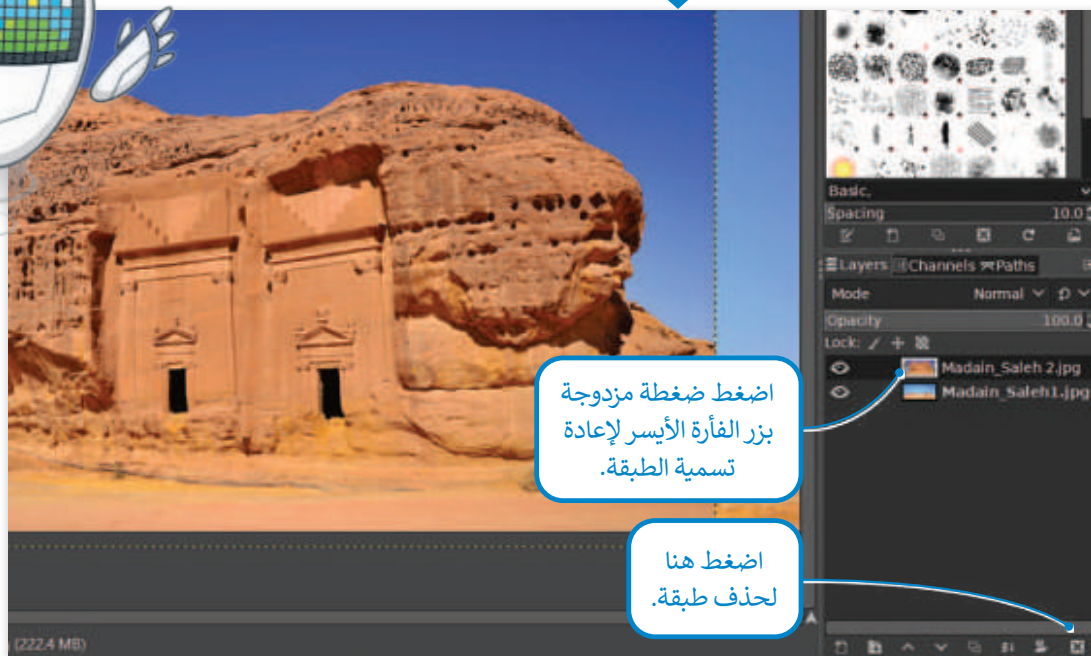 Basic,
Spacing 10.0
Layers Channels Paths
Mode Normal
Opacity 100.0
Lock:
Madain_Saleh 2.jpg
Madain_Saleh1.jpg
اضغط ضغطة مزدوجة
بزر الفأرة الأيسر لإعادة
تسمية الطبقة.
اضغط هنا
لحذف طبقة.
(222.4 MB)